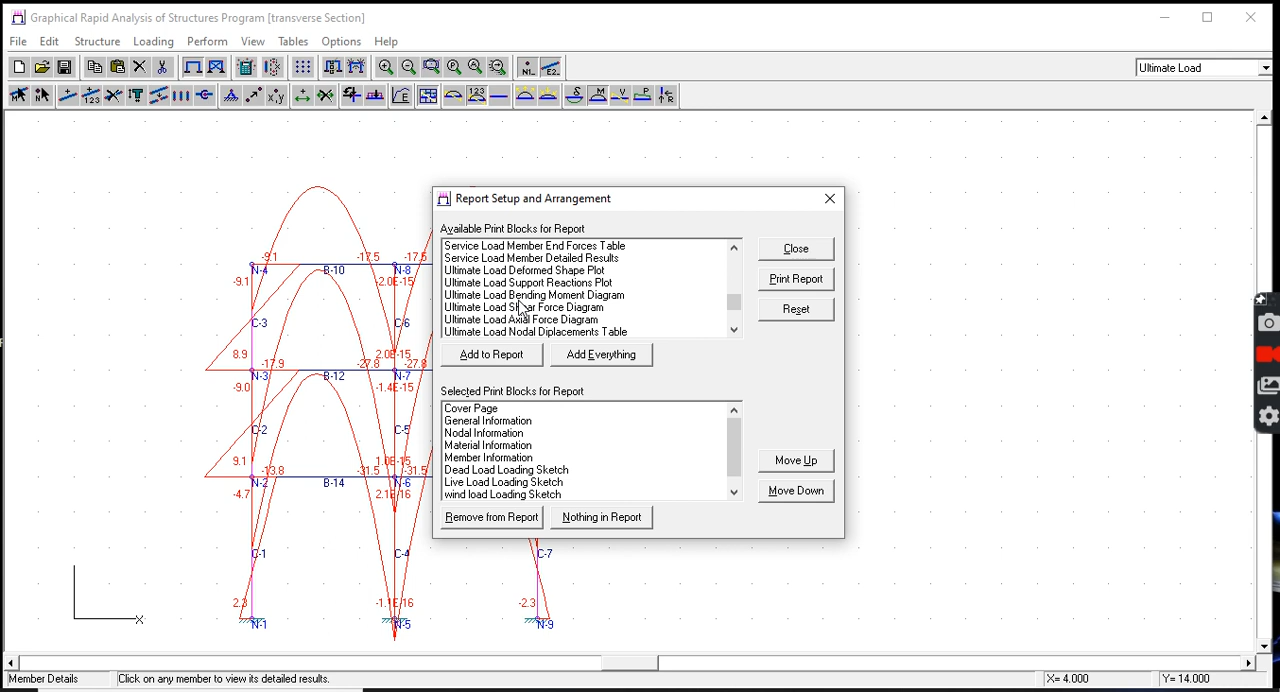 Graphical Rapid Analysis of Structures Program [transverse Section]
File Edit Structure Loading Perform View Tables Options Help
N1.. E2.. Ultimate Load
123 123
Report Setup and Arrangement
Available Print Blocks for Report
Service Load Member End Forces Table
Service Load Member Detailed Results
Ultimate Load Deformed Shape Plot
Ultimate Load Support Reactions Plot
Ultimate Load Bending Moment Diagram
Ultimate Load Shear Force Diagram
Ultimate Load Axial Force Diagram
Ultimate Load Nodal Diplacements Table
Close
Print Report
Reset
Add to Report Add Everything
Selected Print Blocks for Report
Cover Page
General Information
Nodal Information
Material Information
Member Information
Dead Load Loading Sketch
Live Load Loading Sketch
wind load Loading Sketch
Move Up
Move Down
Remove from Report Nothing in Report
-9.1 -17.5 -17.5
N-4 B-10 N-8
-9.1 -2.0E-15
C-3 C-6
8.9 2.0E-15
-17.9 -27.8 -27.8
N-3 B-12 N-7
-9.0 -1.4E-15
C-2 C-5
9.1 1.0E-15
-13.8 -31.5 -31.5
N-2 B-14 N-6
-4.7
C-1 C-4 C-7
2.3 -1.1E-16 -2.3
N-1 N-5 N-9
X
Member Details Click on any member to view its detailed results. X= 4.000 Y= 14.000